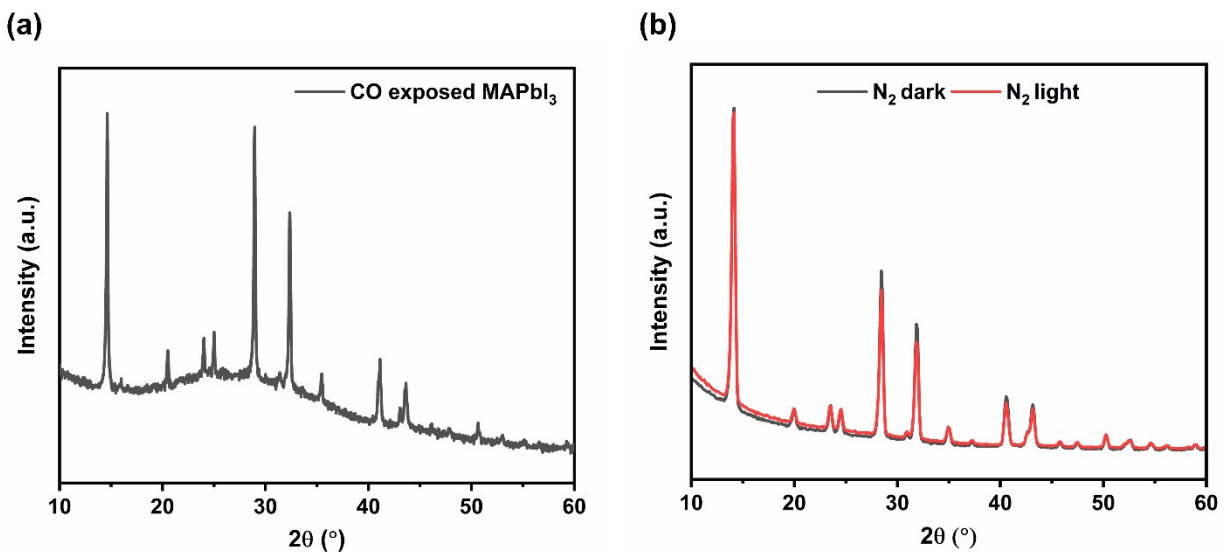 (a)
CO exposed MAPbI₃
Intensity (a.u.)
10 20 30 40 50 60
2θ (°)
(b)
N₂ dark N₂ light
Intensity (a.u.)
10 20 30 40 50 60
2θ (°)